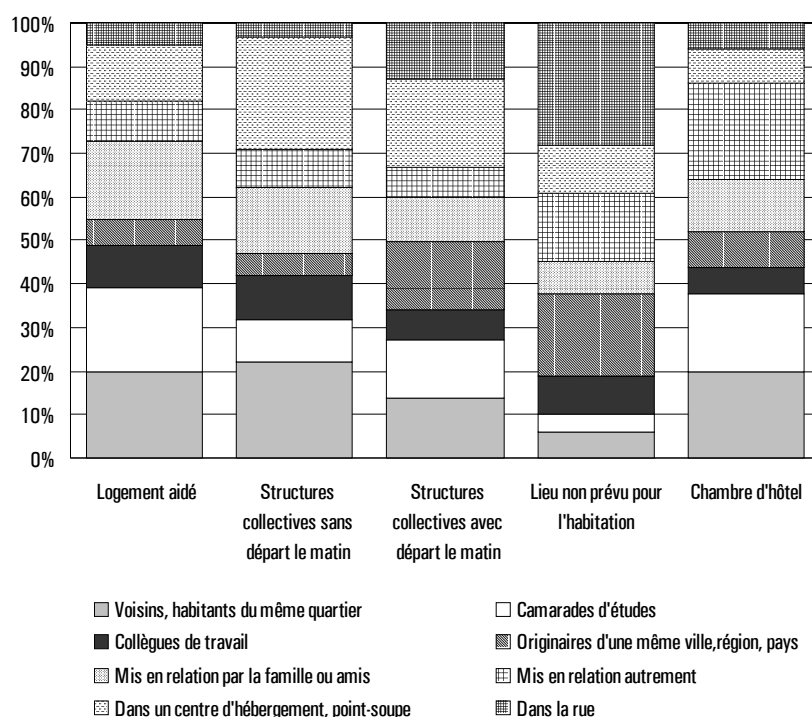 100%
90%
80%
70%
60%
50%
40%
30%
20%
10%
0%
Logement aidé
Structures
collectives sans
départ le matin
Structures
collectives avec
départ le matin
Lieu non prévu pour
l'habitation
Chambre d'hôtel
Voisins, habitants du même quartier
Camarades d'études
Collègues de travail
Originaires d'une même ville,région, pays
Mis en relation par la famille ou amis
Mis en relation autrement
Dans un centre d'hébergement, point-soupe
Dans la rue